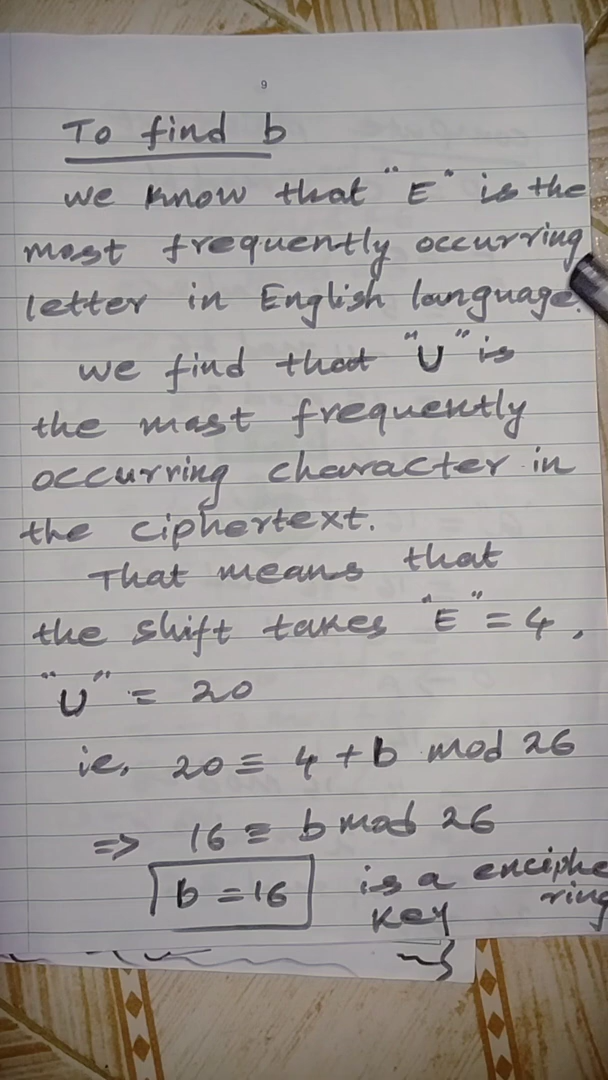 9
To find b
we know that "E" is the
most frequently occurring
letter in English language.
we find that "U" is
the most frequently
occurring character in
the ciphertext.
That means that
the shift takes "E" = 4,
"U" = 20
ie, 20 ≡ 4 + b mod 26
⇒ 16 ≡ b mod 26
b = 16 is a enciphe
ring
key